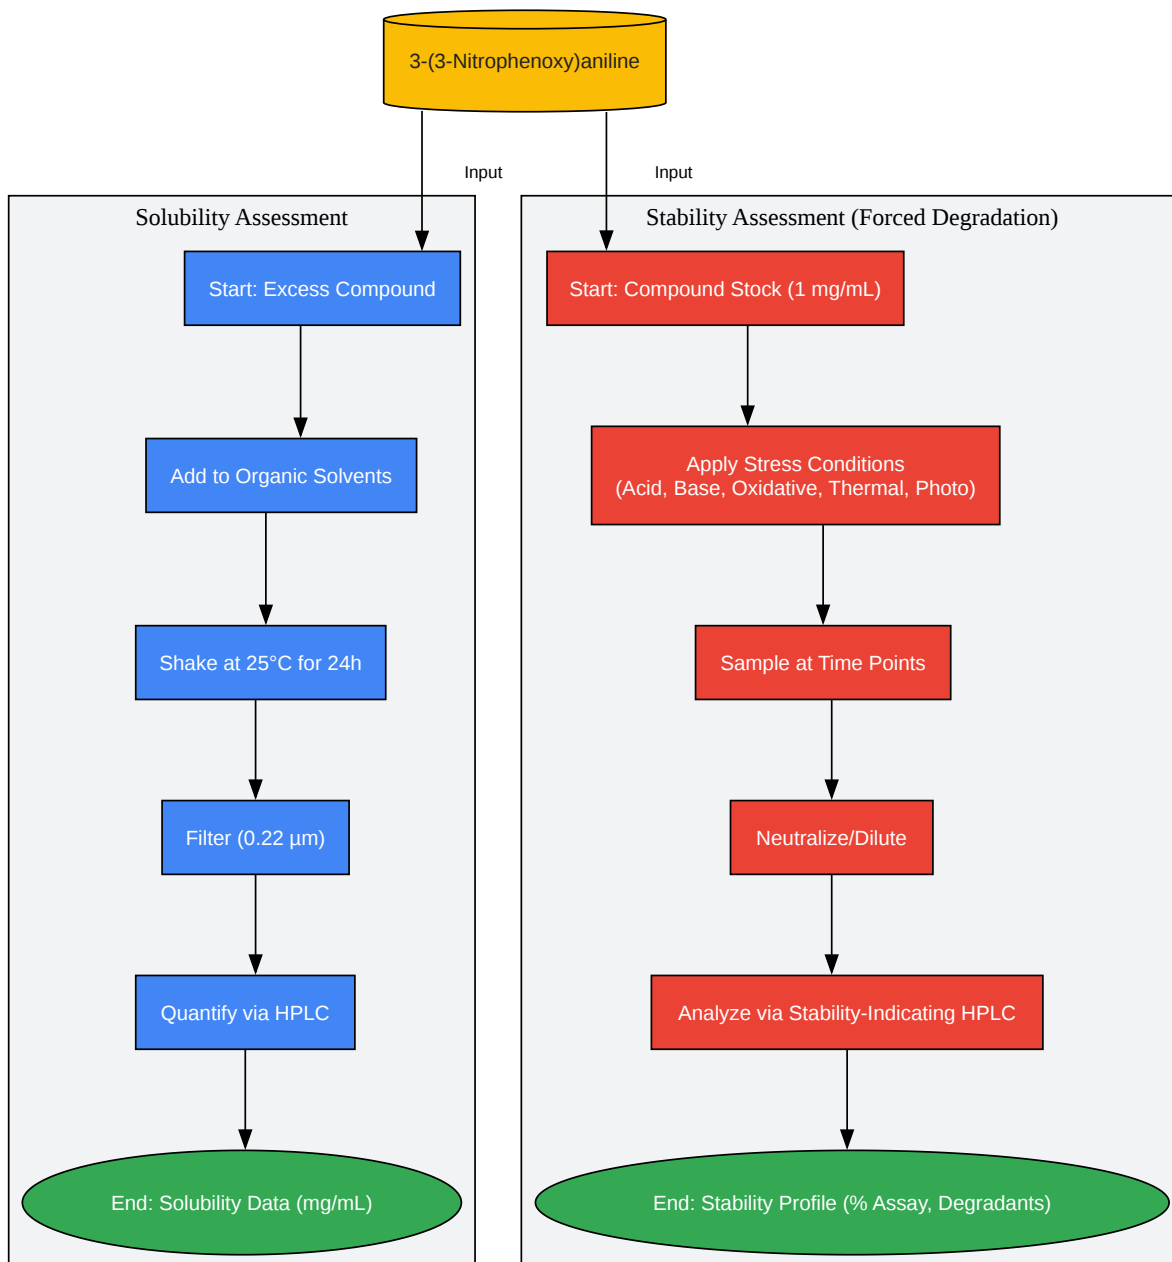 3-(3-Nitrophenoxy)aniline
Input
Input
Solubility Assessment
Start: Excess Compound
Add to Organic Solvents
Shake at 25°C for 24h
Filter (0.22 µm)
Quantify via HPLC
End: Solubility Data (mg/mL)
Stability Assessment (Forced Degradation)
Start: Compound Stock (1 mg/mL)
Apply Stress Conditions
(Acid, Base, Oxidative, Thermal, Photo)
Sample at Time Points
Neutralize/Dilute
Analyze via Stability-Indicating HPLC
End: Stability Profile (% Assay, Degradants)